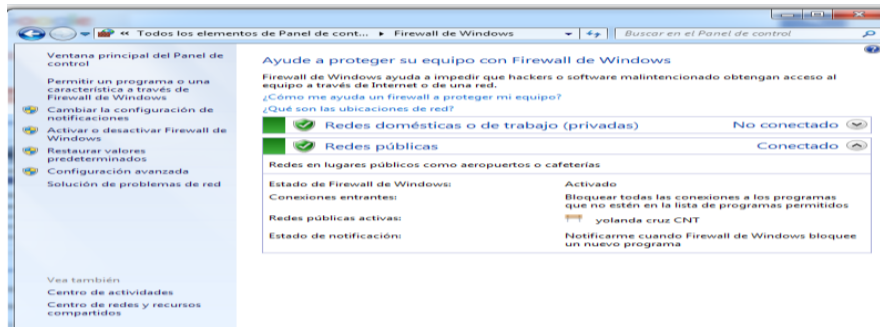 « Todos los elementos de Panel de cont... ▸ Firewall de Windows
Buscar en el Panel de control
Ventana principal del Panel de
control
Permitir un programa o una
característica a través de
Firewall de Windows
Cambiar la configuración de
notificaciones
Activar o desactivar Firewall de
Windows
Restaurar valores
predeterminados
Configuración avanzada
Solución de problemas de red
Vea también
Centro de actividades
Centro de redes y recursos
compartidos
Ayude a proteger su equipo con Firewall de Windows
Firewall de Windows ayuda a impedir que hackers o software malintencionado obtengan acceso al
equipo a través de Internet o de una red.
¿Cómo me ayuda un firewall a proteger mi equipo?
¿Qué son las ubicaciones de red?
Redes domésticas o de trabajo (privadas) No conectado
Redes públicas Conectado
Redes en lugares públicos como aeropuertos o cafeterías
Estado de Firewall de Windows: Activado
Conexiones entrantes: Bloquear todas las conexiones a los programas
que no estén en la lista de programas permitidos
Redes públicas activas: yolanda cruz CNT
Estado de notificación: Notificarme cuando Firewall de Windows bloquee
un nuevo programa